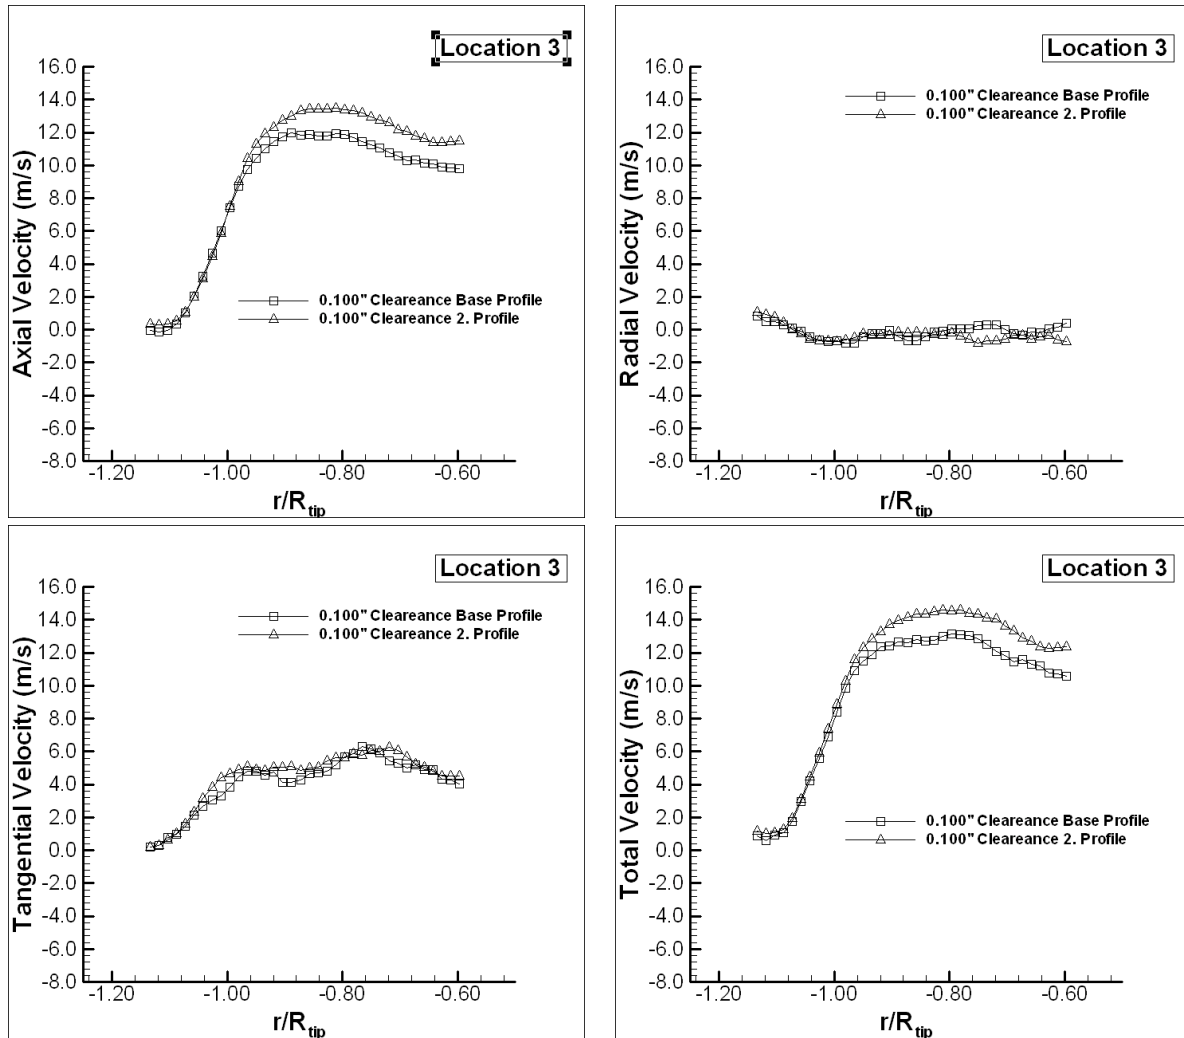 Location 3
16.0
14.0
12.0
10.0
8.0
6.0
4.0
2.0
0.0
-2.0
-4.0
-6.0
-8.0
Axial Velocity (m/s)
0.100" Cleareance Base Profile
0.100" Cleareance 2. Profile
-1.20 -1.00 -0.80 -0.60
r/Rtip
Location 3
16.0
14.0
12.0
10.0
8.0
6.0
4.0
2.0
0.0
-2.0
-4.0
-6.0
-8.0
Radial Velocity (m/s)
0.100" Cleareance Base Profile
0.100" Cleareance 2. Profile
-1.20 -1.00 -0.80 -0.60
r/Rtip
Location 3
16.0
14.0
12.0
10.0
8.0
6.0
4.0
2.0
0.0
-2.0
-4.0
-6.0
-8.0
Tangential Velocity (m/s)
0.100" Cleareance Base Profile
0.100" Cleareance 2. Profile
-1.20 -1.00 -0.80 -0.60
r/Rtip
Location 3
16.0
14.0
12.0
10.0
8.0
6.0
4.0
2.0
0.0
-2.0
-4.0
-6.0
-8.0
Total Velocity (m/s)
0.100" Cleareance Base Profile
0.100" Cleareance 2. Profile
-1.20 -1.00 -0.80 -0.60
r/Rtip